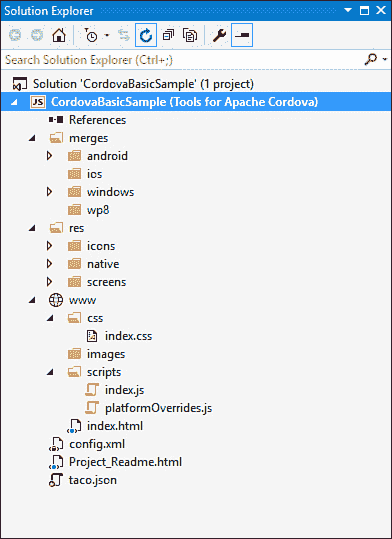 Solution Explorer
Search Solution Explorer (Ctrl+;)
Solution 'CordovaBasicSample' (1 project)
JS CordovaBasicSample (Tools for Apache Cordova)
References
merges
android
ios
windows
wp8
res
icons
native
screens
www
css
index.css
images
scripts
index.js
platformOverrides.js
index.html
config.xml
Project_Readme.html
taco.json